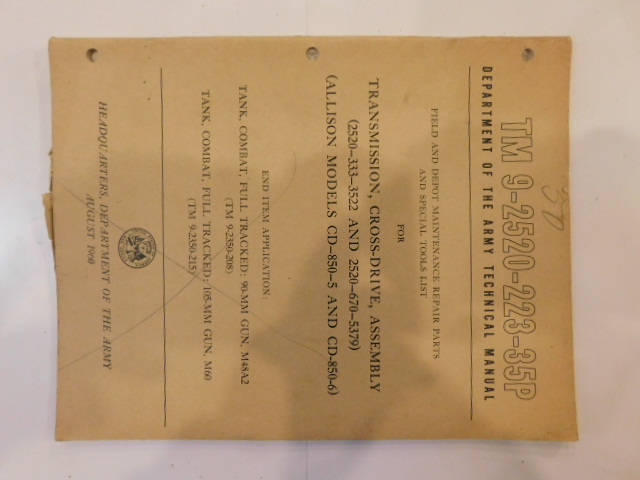 50
TM 9-2520-223-35P
DEPARTMENT OF THE ARMY TECHNICAL MANUAL
FIELD AND DEPOT MAINTENANCE REPAIR PARTS
AND SPECIAL TOOLS LIST
FOR
TRANSMISSION, CROSS-DRIVE, ASSEMBLY
(2520-333-3522 AND 2520-670-5379)
(ALLISON MODELS CD-850-5 AND CD-850-6)
END ITEM APPLICATION:
TANK, COMBAT, FULL TRACKED: 90-MM GUN, M48A2
(TM 9-2350-208)
TANK, COMBAT, FULL TRACKED: 105-MM GUN, M60
(TM 9-2350-215)
HEADQUARTERS, DEPARTMENT OF THE ARMY
AUGUST 1960